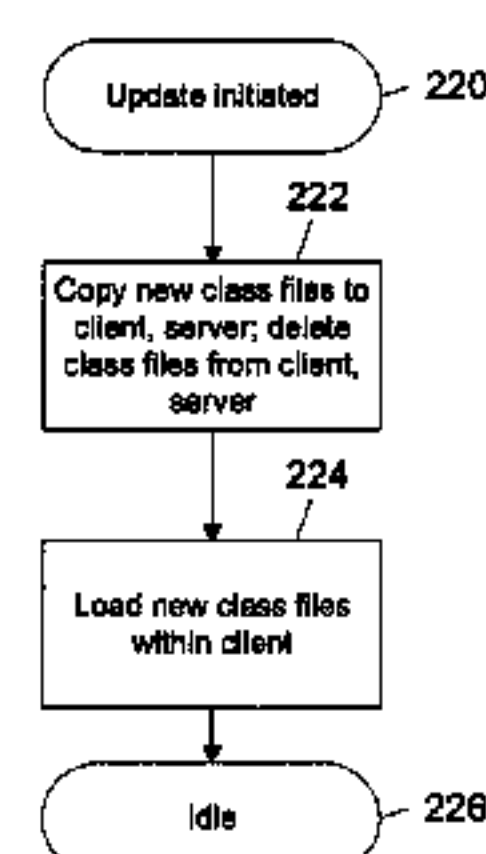 Update initiated
220
222
Copy new class files to
client, server; delete
class files from client,
server
224
Load new class files
within client
Idle
226